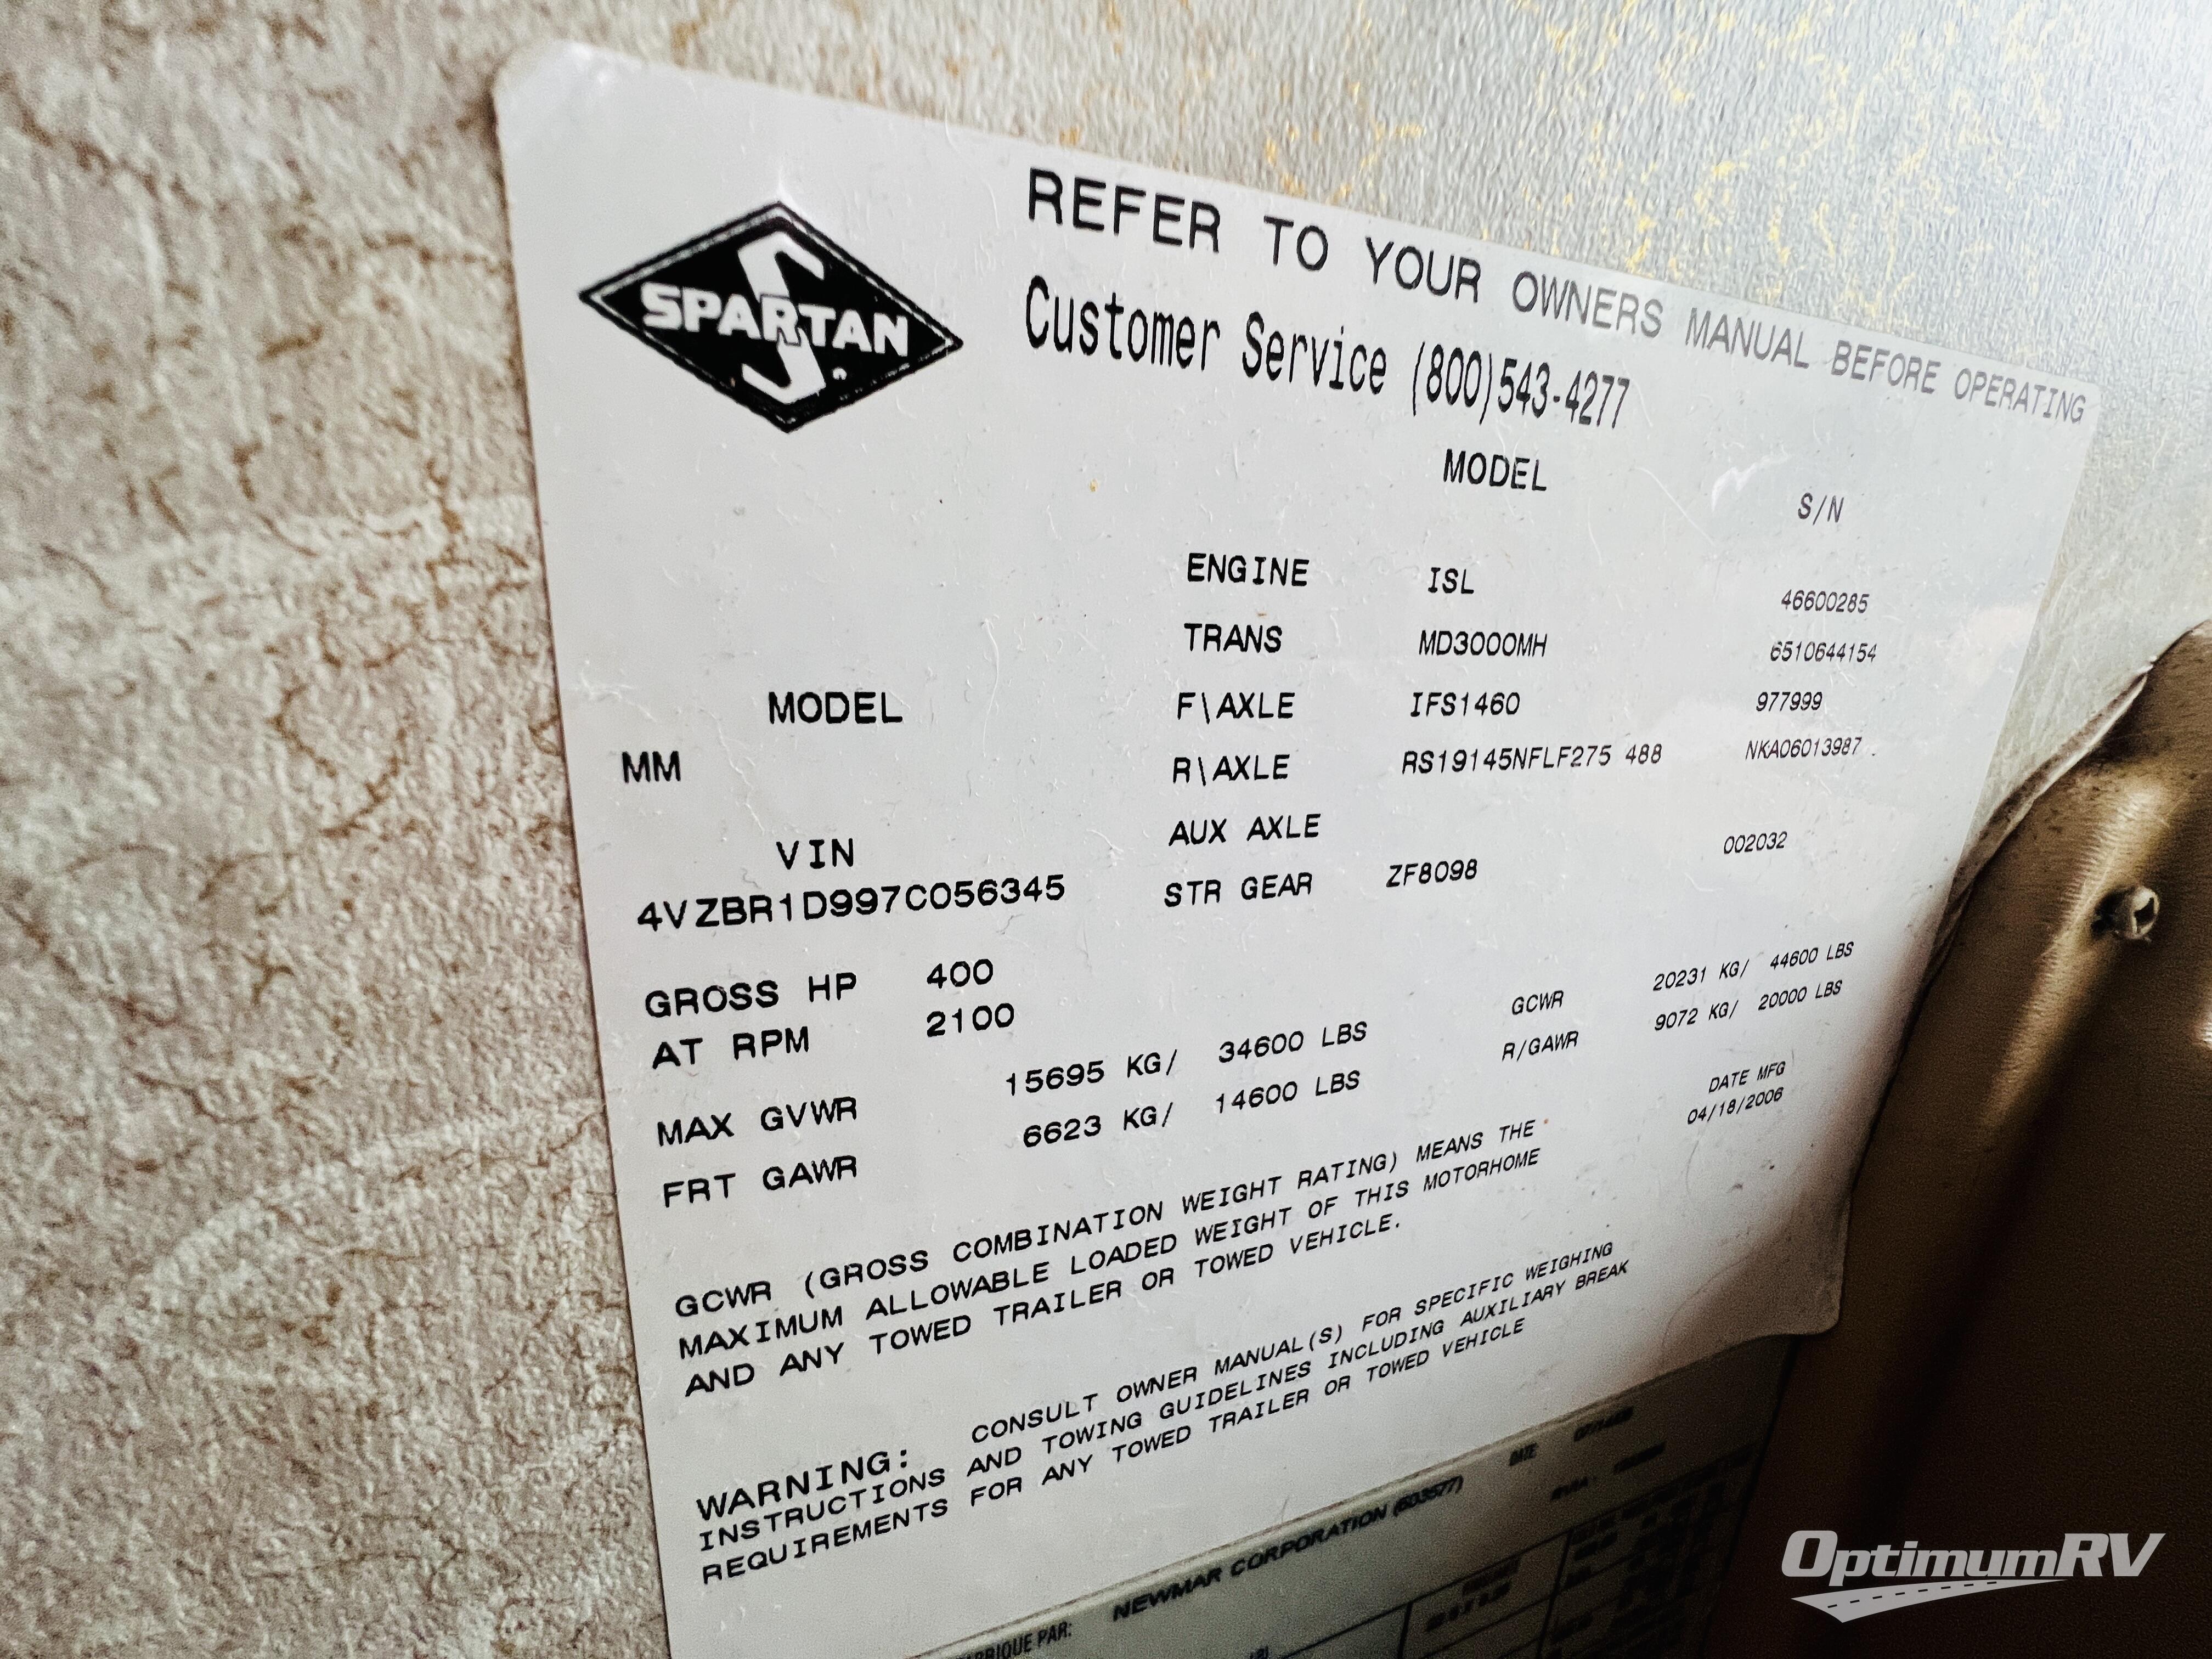 SPARTAN
REFER TO YOUR OWNERS MANUAL BEFORE OPERATING
Customer Service (800)543-4277
MODEL S/N
ENGINE ISL 46600285
TRANS MD3000MH 6510644154
MODEL F\AXLE IFS1460 977999
MM R\AXLE RS19145NFLF275 488 NKA06013987
VIN AUX AXLE
4VZBR1D997C056345 STR GEAR ZF8098 002032
GROSS HP 400
AT RPM 2100
GCWR 20231 KG/ 44600 LBS
MAX GVWR 15695 KG/ 34600 LBS
R/GAWR 9072 KG/ 20000 LBS
FRT GAWR 6623 KG/ 14600 LBS
DATE MFG
04/18/2006
GCWR (GROSS COMBINATION WEIGHT RATING) MEANS THE
MAXIMUM ALLOWABLE LOADED WEIGHT OF THIS MOTORHOME
AND ANY TOWED TRAILER OR TOWED VEHICLE.
WARNING: CONSULT OWNER MANUAL(S) FOR SPECIFIC WEIGHING
INSTRUCTIONS AND TOWING GUIDELINES INCLUDING AUXILIARY BREAK
REQUIREMENTS FOR ANY TOWED TRAILER OR TOWED VEHICLE
PAR: NEWMAR CORPORATION (603577) DATE
OptimumRV